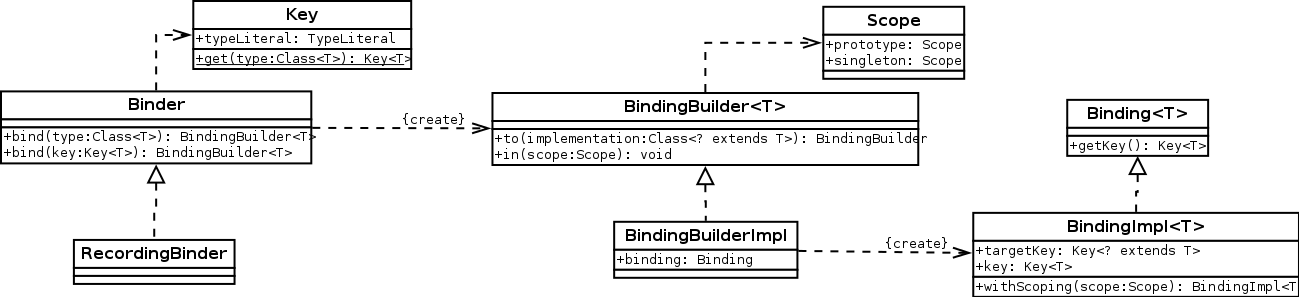 Key
+typeLiteral: TypeLiteral
+get(type:Class<T>): Key<T>
Scope
+prototype: Scope
+singleton: Scope
Binder
+bind(type:Class<T>): BindingBuilder<T>
+bind(key:Key<T>): BindingBuilder<T>
{create}
BindingBuilder<T>
+to(implementation:Class<? extends T>): BindingBuilder
+in(scope:Scope): void
Binding<T>
+getKey(): Key<T>
RecordingBinder
BindingBuilderImpl
+binding: Binding
{create}
BindingImpl<T>
+targetKey: Key<? extends T>
+key: Key<T>
+withScoping(scope:Scope): BindingImpl<T